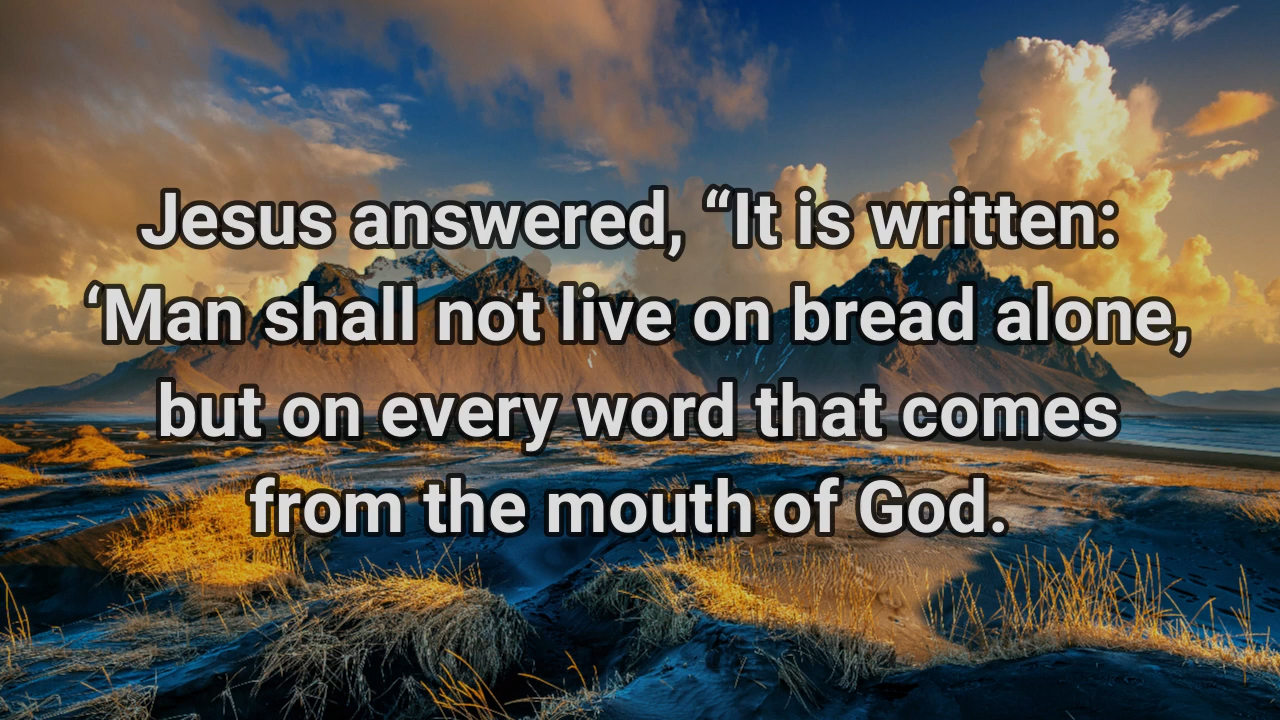 Jesus answered, “It is written:
‘Man shall not live on bread alone,
but on every word that comes
from the mouth of God.